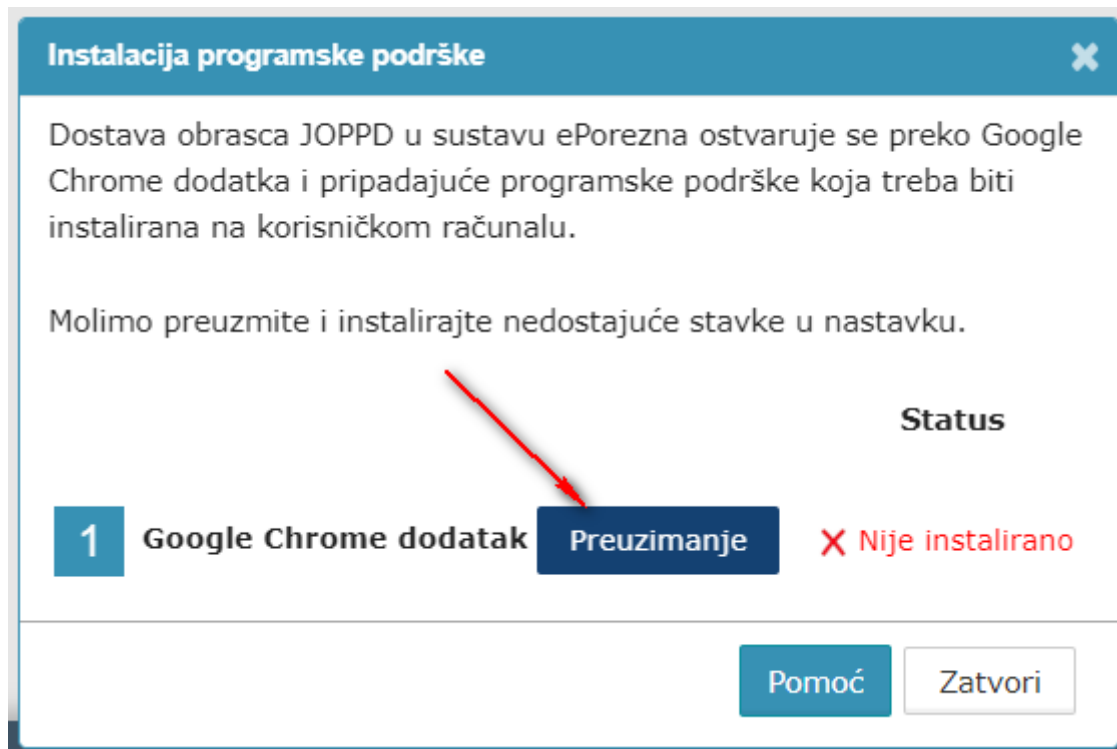 Instalacija programske podrške
Dostava obrasca JOPPD u sustavu ePorezna ostvaruje se preko Google
Chrome dodatka i pripadajuće programske podrške koja treba biti
instalirana na korisničkom računalu.
Molimo preuzmite i instalirajte nedostajuće stavke u nastavku.
Status
1 Google Chrome dodatak Preuzimanje Nije instalirano
Pomoć Zatvori